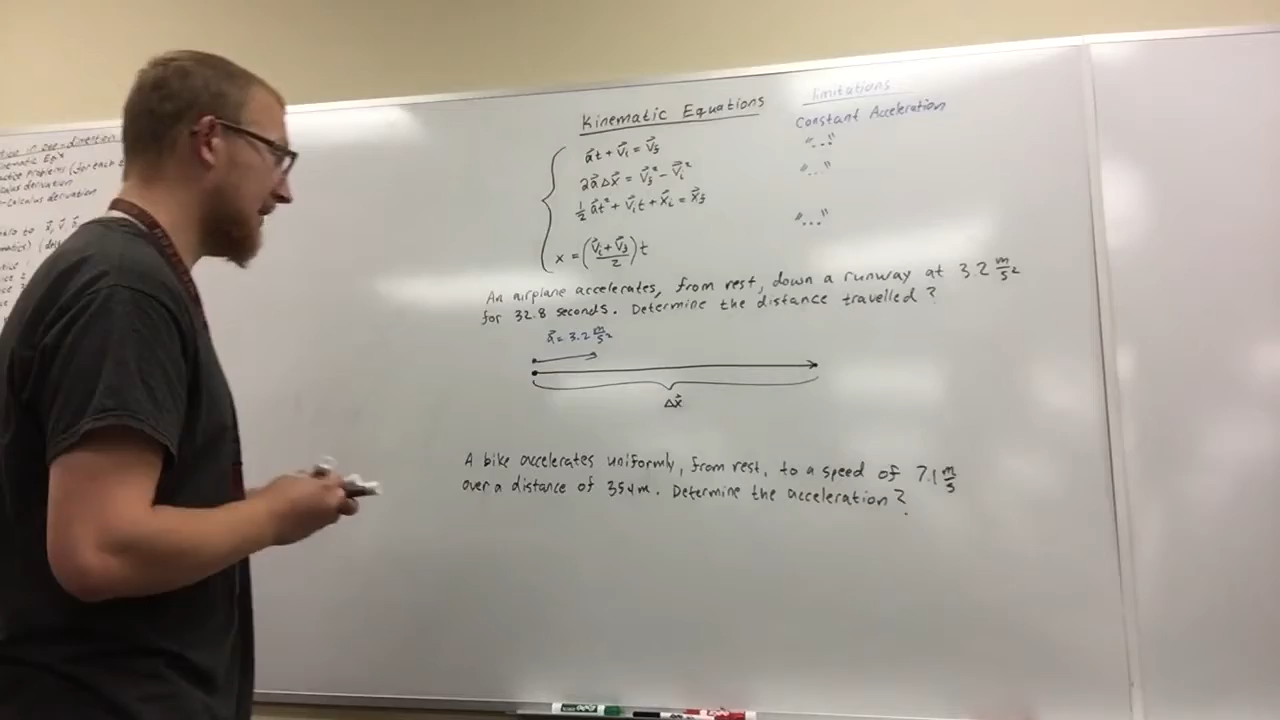 Kinematic Equations
Limitations
Constant Acceleration
a⃗t + v⃗ᵢ = v⃗f
"..."
2a⃗Δx⃗ = v⃗f² - v⃗ᵢ²
"..."
½a⃗t² + v⃗ᵢt + x⃗ᵢ = x⃗f
"..."
x = ((v⃗ᵢ + v⃗f)/2)t
An airplane accelerates, from rest, down a runway at 3.2 m/s²
for 32.8 seconds. Determine the distance travelled?
a⃗ = 3.2 m/s²
Δx⃗
A bike accelerates uniformly, from rest, to a speed of 7.1 m/s
over a distance of 35.4m. Determine the acceleration?